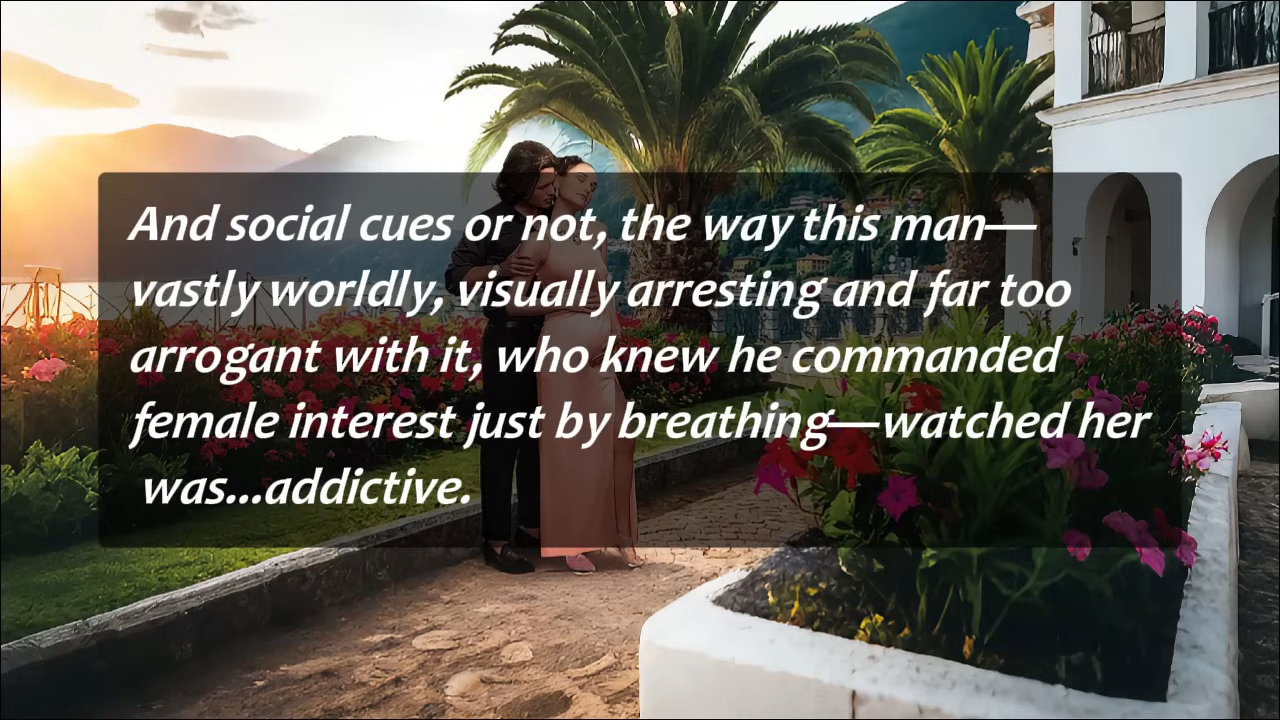 And social cues or not, the way this man—
vastly worldly, visually arresting and far too
arrogant with it, who knew he commanded
female interest just by breathing—watched her
was...addictive.